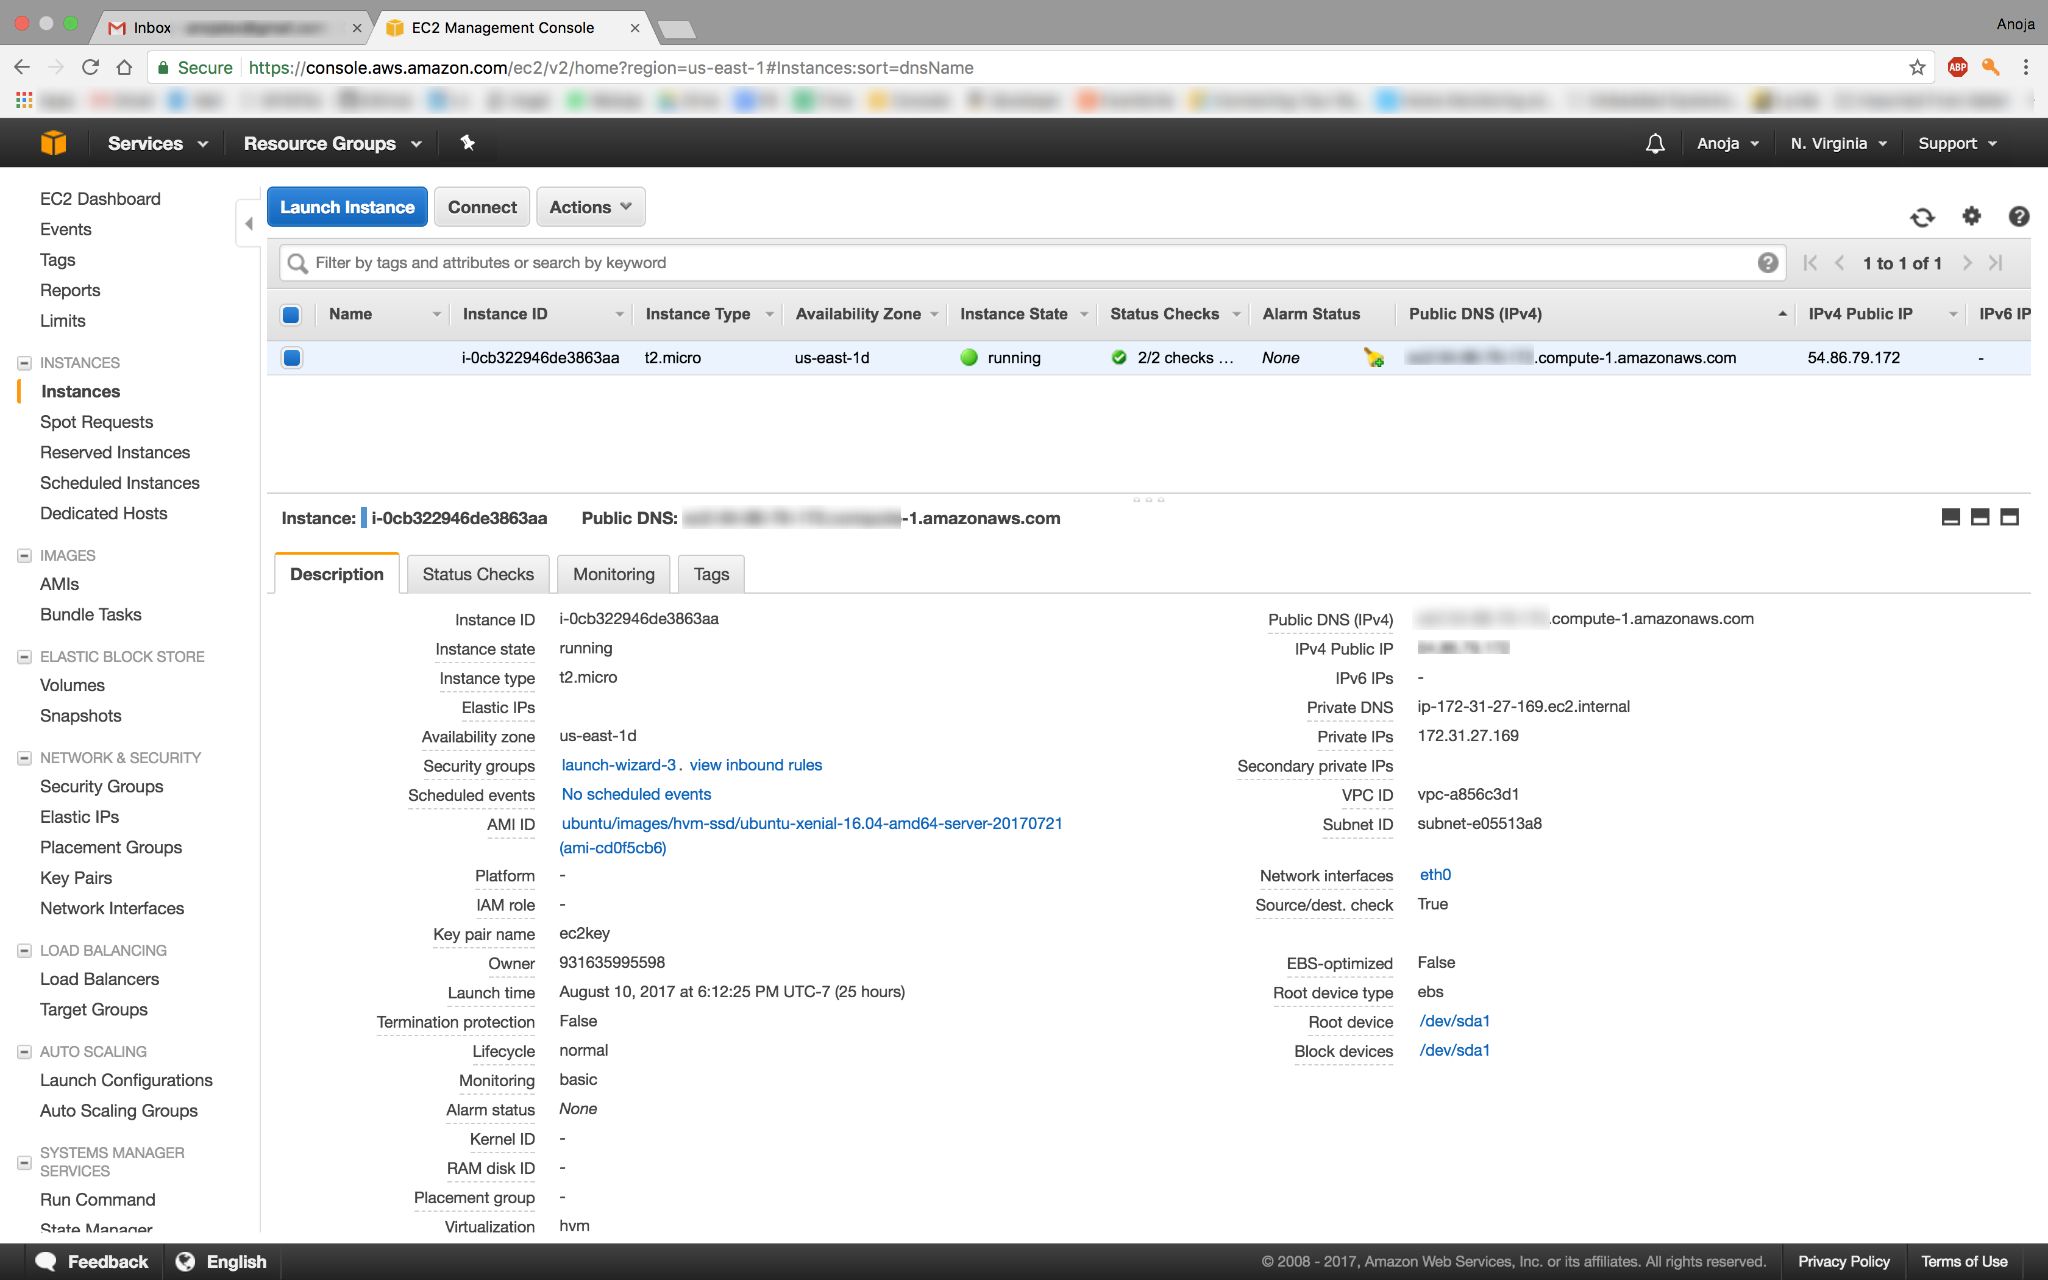 Inbox
EC2 Management Console
Anoja
Secure https://console.aws.amazon.com/ec2/v2/home?region=us-east-1#Instances:sort=dnsName
ABP
Services Resource Groups Anoja N. Virginia Support
EC2 Dashboard
Events
Tags
Reports
Limits
INSTANCES
Instances
Spot Requests
Reserved Instances
Scheduled Instances
Dedicated Hosts
IMAGES
AMIs
Bundle Tasks
ELASTIC BLOCK STORE
Volumes
Snapshots
NETWORK & SECURITY
Security Groups
Elastic IPs
Placement Groups
Key Pairs
Network Interfaces
LOAD BALANCING
Load Balancers
Target Groups
AUTO SCALING
Launch Configurations
Auto Scaling Groups
SYSTEMS MANAGER
SERVICES
Run Command
State Manager
Launch Instance Connect Actions
Filter by tags and attributes or search by keyword 1 to 1 of 1
Name Instance ID Instance Type Availability Zone Instance State Status Checks Alarm Status Public DNS (IPv4) IPv4 Public IP IPv6 IP
i-0cb322946de3863aa t2.micro us-east-1d running 2/2 checks ... None .compute-1.amazonaws.com 54.86.79.172 -
Instance: i-0cb322946de3863aa Public DNS: -1.amazonaws.com
Description Status Checks Monitoring Tags
Instance ID i-0cb322946de3863aa
Instance state running
Instance type t2.micro
Elastic IPs
Availability zone us-east-1d
Security groups launch-wizard-3. view inbound rules
Scheduled events No scheduled events
AMI ID ubuntu/images/hvm-ssd/ubuntu-xenial-16.04-amd64-server-20170721
(ami-cd0f5cb6)
Platform -
IAM role -
Key pair name ec2key
Owner 931635995598
Launch time August 10, 2017 at 6:12:25 PM UTC-7 (25 hours)
Termination protection False
Lifecycle normal
Monitoring basic
Alarm status None
Kernel ID -
RAM disk ID -
Placement group -
Virtualization hvm
Public DNS (IPv4) .compute-1.amazonaws.com
IPv4 Public IP
IPv6 IPs -
Private DNS ip-172-31-27-169.ec2.internal
Private IPs 172.31.27.169
Secondary private IPs
VPC ID vpc-a856c3d1
Subnet ID subnet-e05513a8
Network interfaces eth0
Source/dest. check True
EBS-optimized False
Root device type ebs
Root device /dev/sda1
Block devices /dev/sda1
Feedback English © 2008 - 2017, Amazon Web Services, Inc. or its affiliates. All rights reserved. Privacy Policy Terms of Use